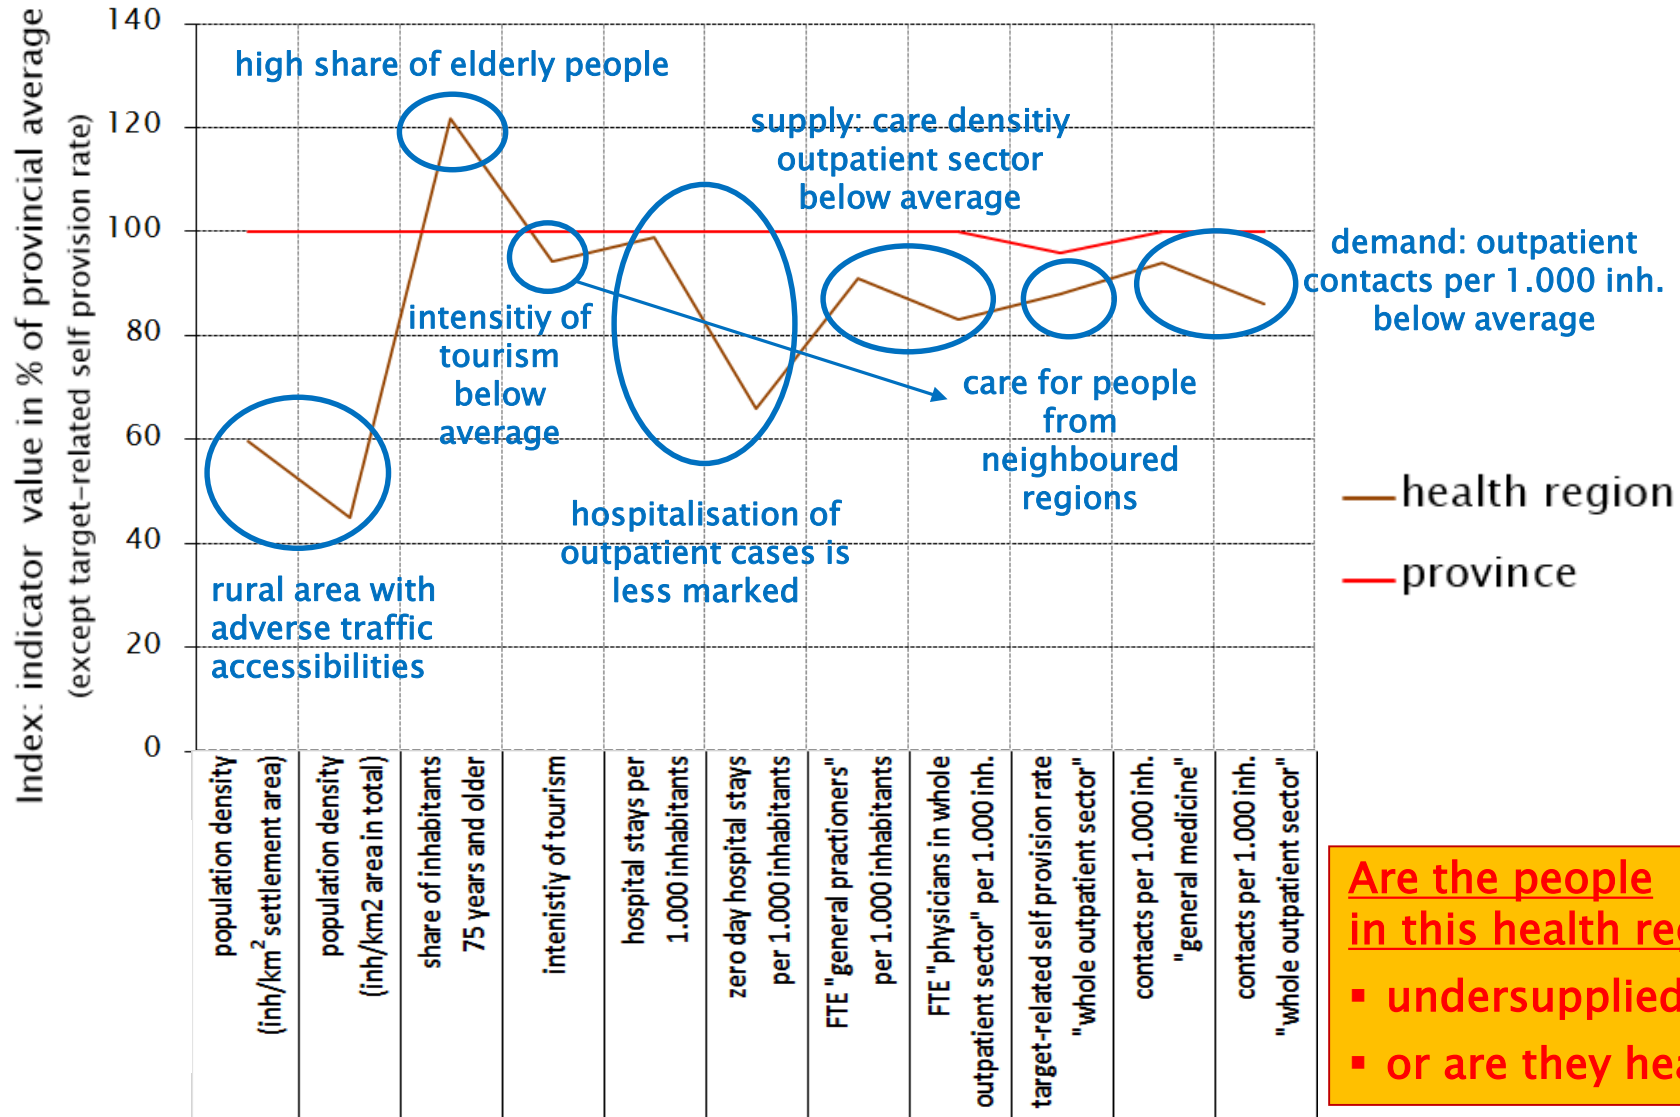 Index: indicator value in % of provincial average
(except target-related self provision rate)
140
120
100
80
60
40
20
0
high share of elderly people
supply: care densitiy
outpatient sector
below average
demand: outpatient
contacts per 1.000 inh.
below average
intensitiy of
tourism
below
average
care for people
from
neighboured
regions
hospitalisation of
outpatient cases is
less marked
rural area with
adverse traffic
accessibilities
health region
province
population density
(inh/km² settlement area)
population density
(inh/km2 area in total)
share of inhabitants
75 years and older
intenistiy of tourism
hospital stays per
1.000 inhabitants
zero day hospital stays
per 1.000 inhabitants
FTE "general practitioners"
per 1.000 inhabitants
FTE "physicians in whole
outpatient sector" per 1.000 inh.
target-related self provision rate
"whole outpatient sector"
contacts per 1.000 inh.
"general medicine"
contacts per 1.000 inh.
"whole outpatient sector"
Are the people
in this health
▪ undersupplied
▪ or are they